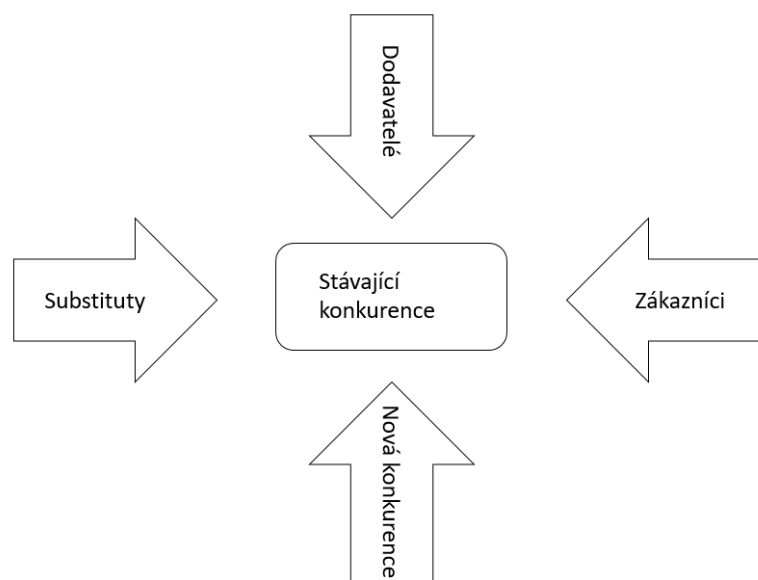 Dodavatelé
Substituty
Stávající
konkurence
Zákazníci
Nová konkurence